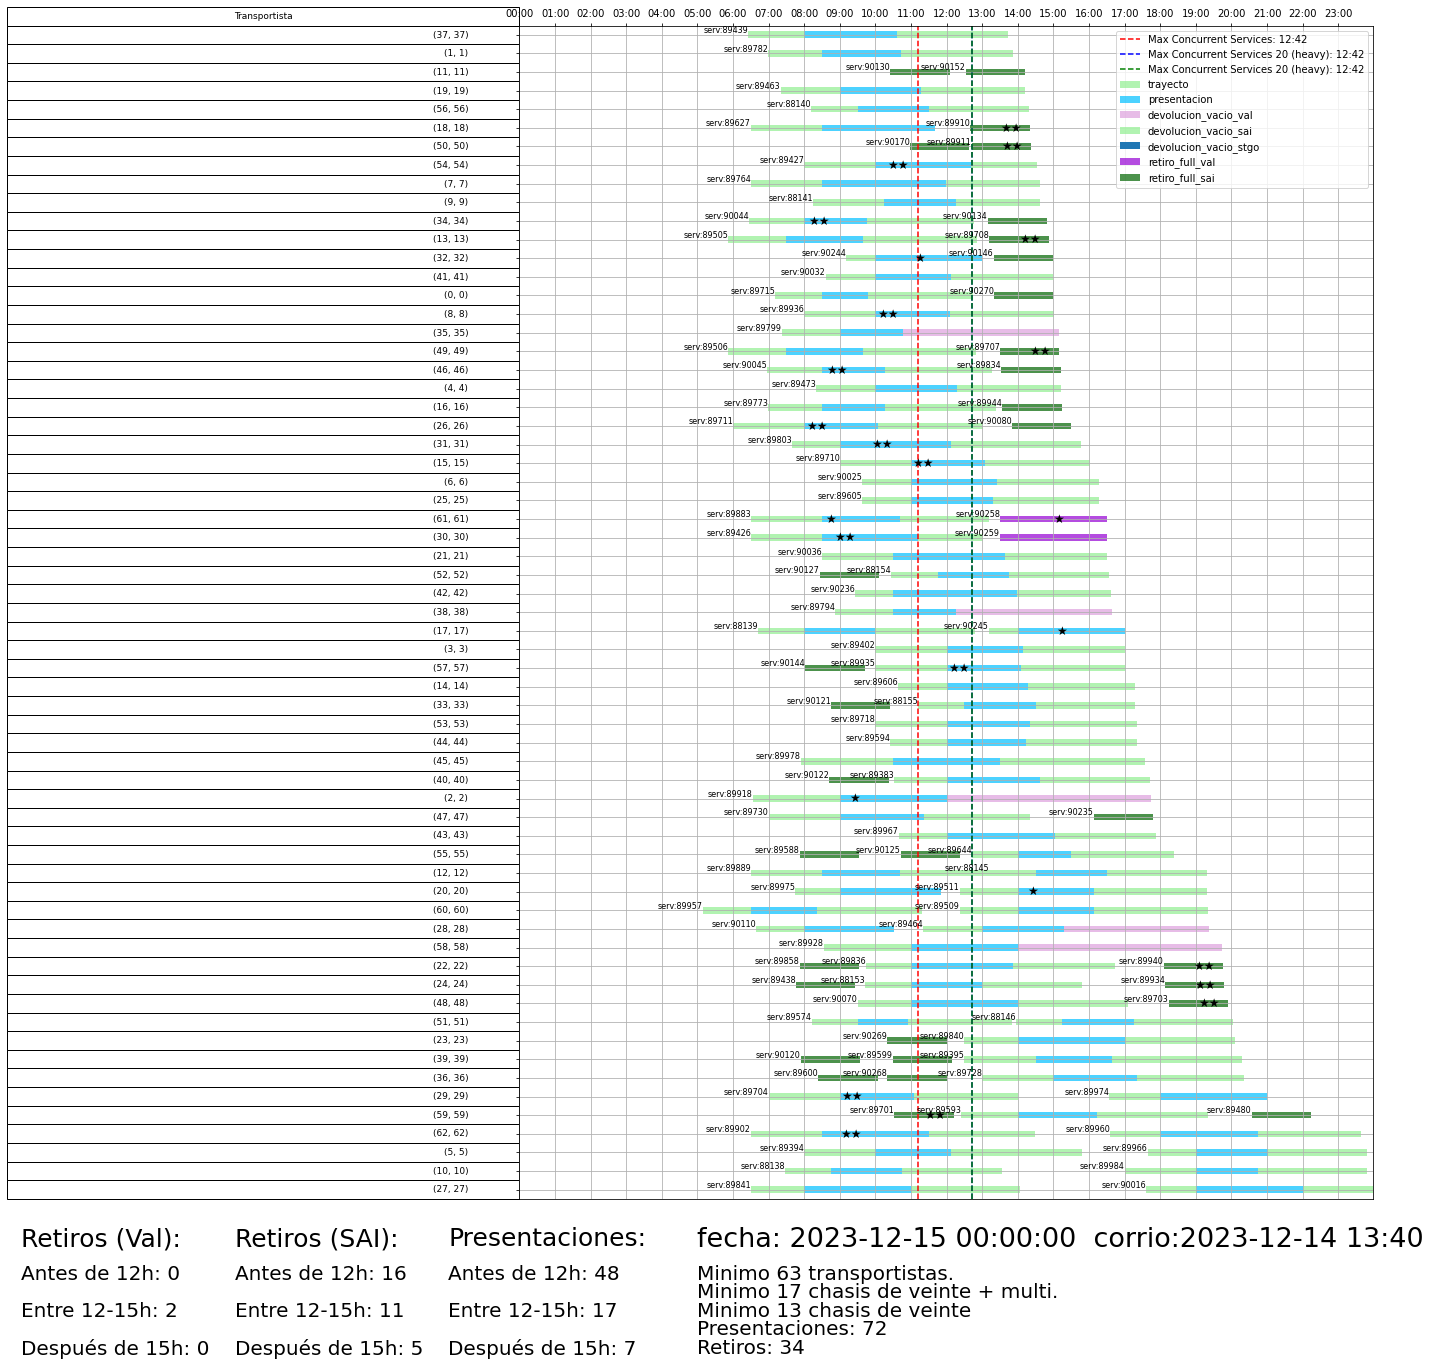 Transportista
00:00 01:00 02:00 03:00 04:00 05:00 06:00 07:00 08:00 09:00 10:00 11:00 12:00 13:00 14:00 15:00 16:00 17:00 18:00 19:00 20:00 21:00 22:00 23:00
Max Concurrent Services: 12:42
Max Concurrent Services 20 (heavy): 12:42
Max Concurrent Services 20 (heavy): 12:42
trayecto
presentacion
devolucion_vacio_val
devolucion_vacio_sai
devolucion_vacio_stgo
retiro_full_val
retiro_full_sai
(37, 37) serv:89439
(1, 1) serv:89782
(11, 11) serv:90130 serv:90152
(19, 19) serv:89463
(56, 56) serv:88140
(18, 18) serv:89627 serv:89910
(50, 50) serv:90170 serv:89911
(54, 54) serv:89427
(7, 7) serv:89764
(9, 9) serv:88141
(34, 34) serv:90044 serv:90134
(13, 13) serv:89505 serv:89708
(32, 32) serv:90244 serv:90146
(41, 41) serv:90032
(0, 0) serv:89715 serv:90270
(8, 8) serv:89936
(35, 35) serv:89799
(49, 49) serv:89506 serv:89707
(46, 46) serv:90045 serv:89834
(4, 4) serv:89473
(16, 16) serv:89773 serv:89944
(26, 26) serv:89711 serv:90080
(31, 31) serv:89803
(15, 15) serv:89710
(6, 6) serv:90025
(25, 25) serv:89605
(61, 61) serv:89883 serv:90258
(30, 30) serv:89426 serv:90259
(21, 21) serv:90036
(52, 52) serv:90127 serv:88154
(42, 42) serv:90236
(38, 38) serv:89794
(17, 17) serv:88139 serv:90245
(3, 3) serv:89402
(57, 57) serv:90144 serv:89935
(14, 14) serv:89606
(33, 33) serv:90121 serv:88155
(53, 53) serv:89718
(44, 44) serv:89594
(45, 45) serv:89978
(40, 40) serv:90122 serv:89383
(2, 2) serv:89918
(47, 47) serv:89730 serv:90235
(43, 43) serv:89967
(55, 55) serv:89588 serv:90125 serv:89644
(12, 12) serv:89889 serv:88145
(20, 20) serv:89975 serv:89511
(60, 60) serv:89957 serv:89509
(28, 28) serv:90110 serv:89464
(58, 58) serv:89928
(22, 22) serv:89858 serv:89836 serv:89940
(24, 24) serv:89438 serv:88153 serv:89934
(48, 48) serv:90070 serv:89703
(51, 51) serv:89574 serv:88146
(23, 23) serv:90269 serv:89840
(39, 39) serv:90120 serv:89599 serv:89395
(36, 36) serv:89600 serv:90268 serv:89728
(29, 29) serv:89704 serv:89974
(59, 59) serv:89701 serv:89593 serv:89480
(62, 62) serv:89902 serv:89960
(5, 5) serv:89394 serv:89966
(10, 10) serv:88138 serv:89984
(27, 27) serv:89841 serv:90016
Retiros (Val):
Antes de 12h: 0
Entre 12-15h: 2
Después de 15h: 0
Retiros (SAI):
Antes de 12h: 16
Entre 12-15h: 11
Después de 15h: 5
Presentaciones:
Antes de 12h: 48
Entre 12-15h: 17
Después de 15h: 7
fecha: 2023-12-15 00:00:00 corrio:2023-12-14 13:40
Minimo 63 transportistas.
Minimo 17 chasis de veinte + multi.
Minimo 13 chasis de veinte
Presentaciones: 72
Retiros: 34